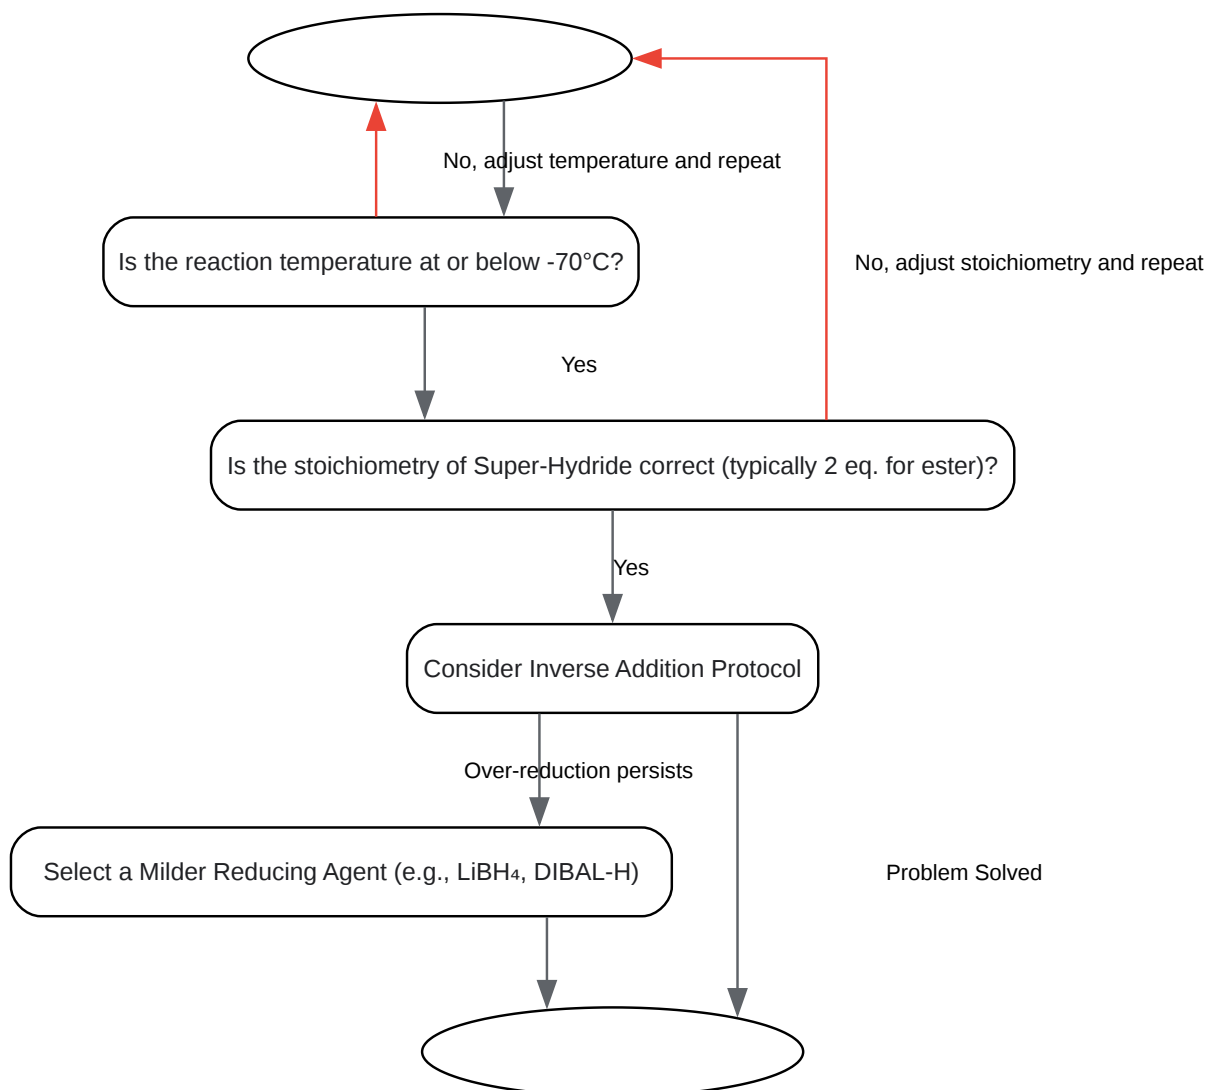 No, adjust temperature and repeat
Is the reaction temperature at or below -70°C?
No, adjust stoichiometry and repeat
Yes
Is the stoichiometry of Super-Hydride correct (typically 2 eq. for ester)?
Yes
Consider Inverse Addition Protocol
Over-reduction persists
Select a Milder Reducing Agent (e.g., LiBH₄, DIBAL-H)
Problem Solved